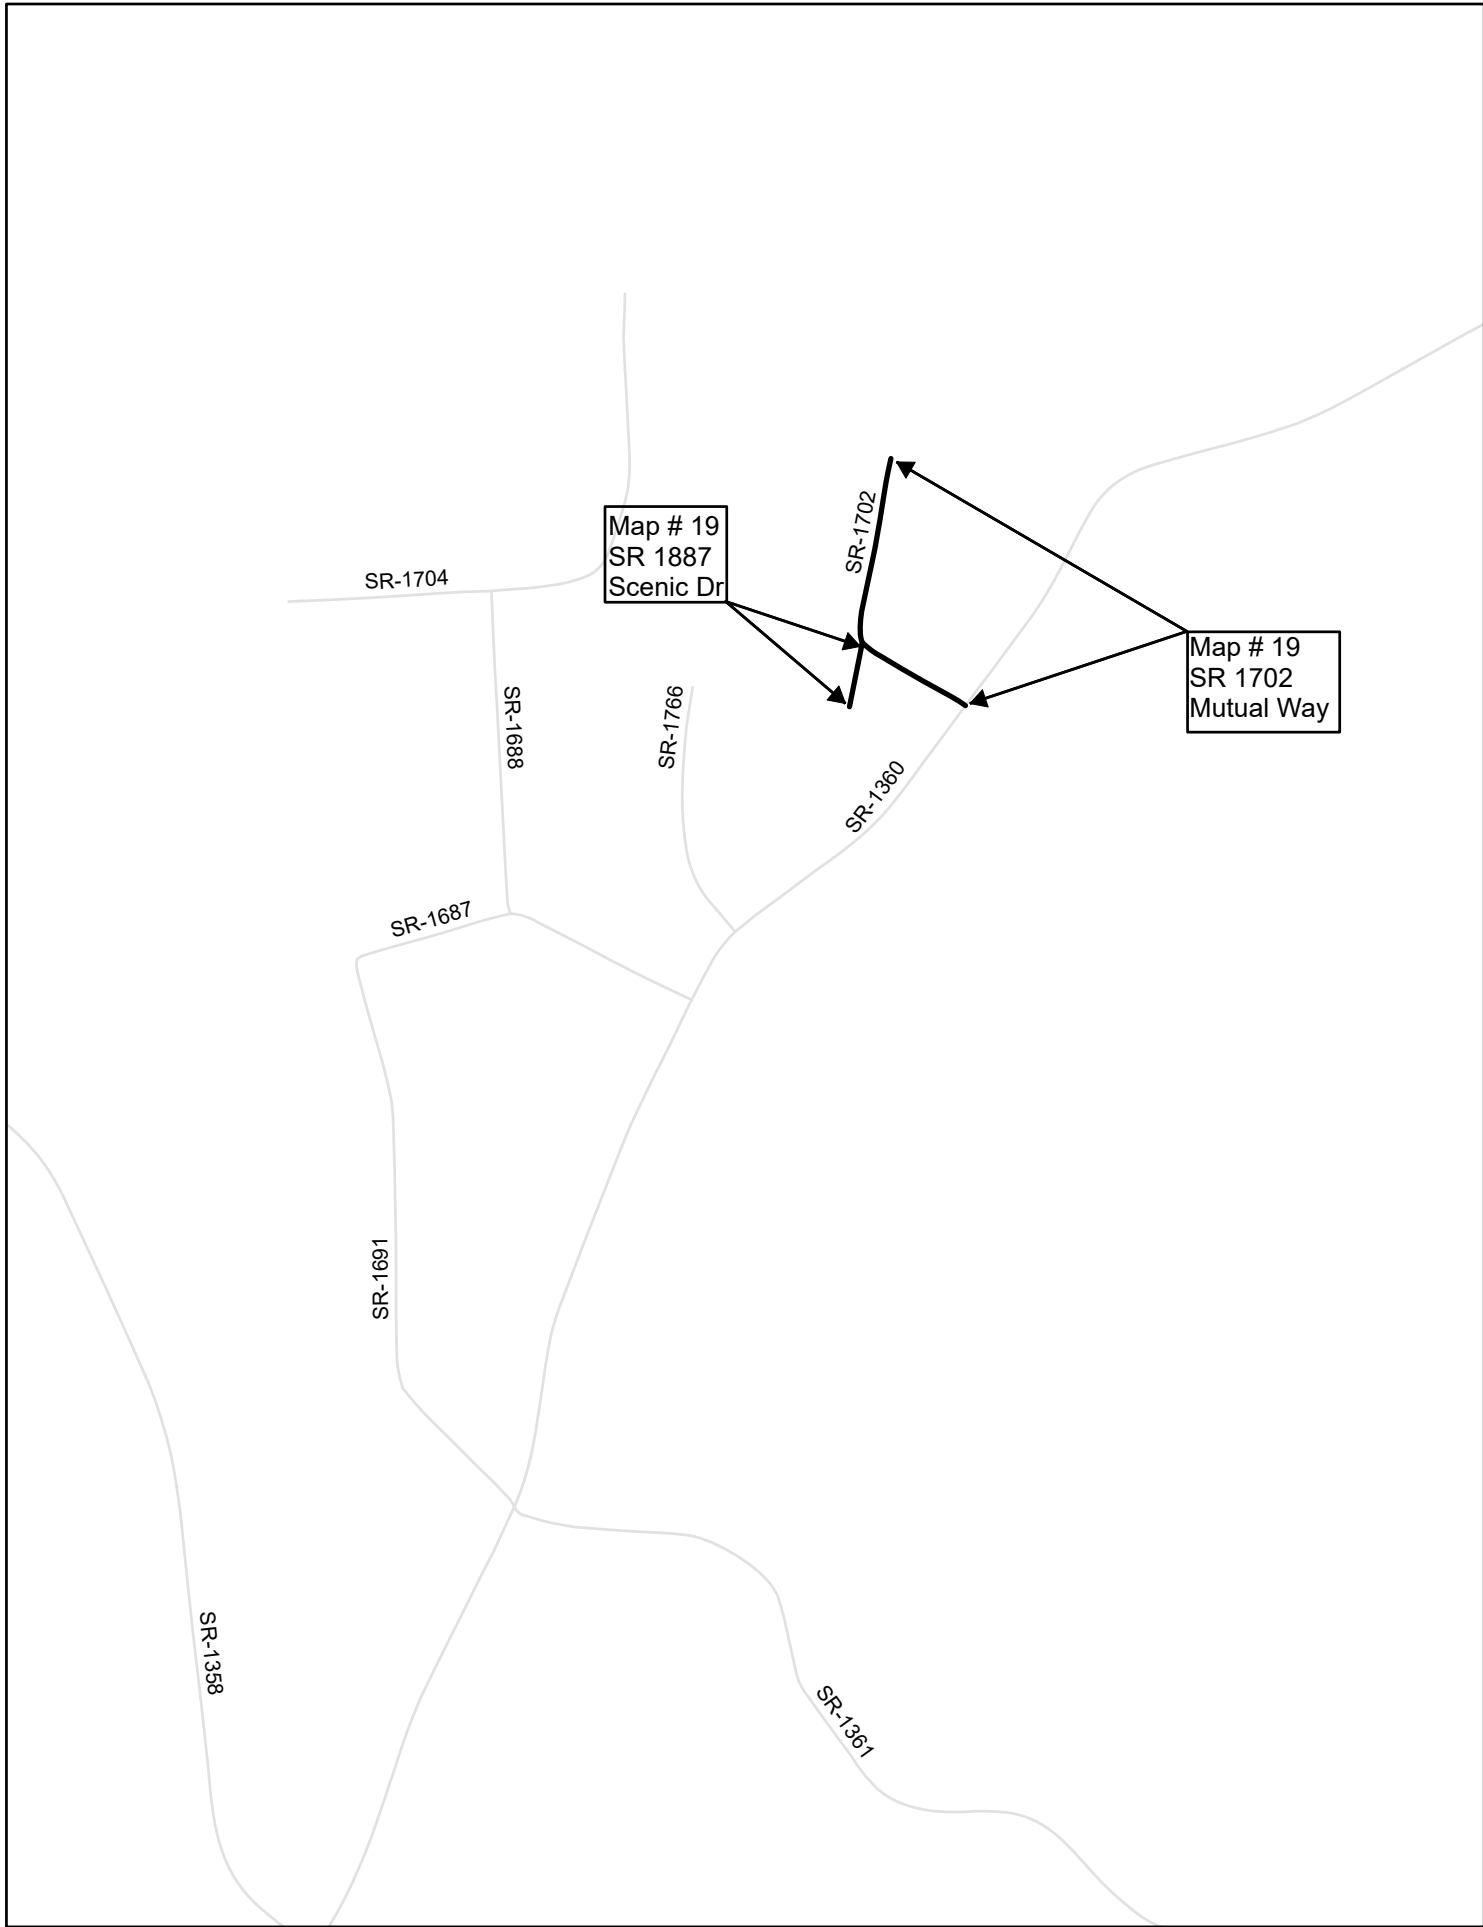 SR-1702
Map # 19
SR 1887
Scenic Dr
SR-1704
Map # 19
SR 1702
Mutual Way
SR-1688
SR-1766
SR-1360
SR-1687
SR-1691
SR-1358
SR-1361